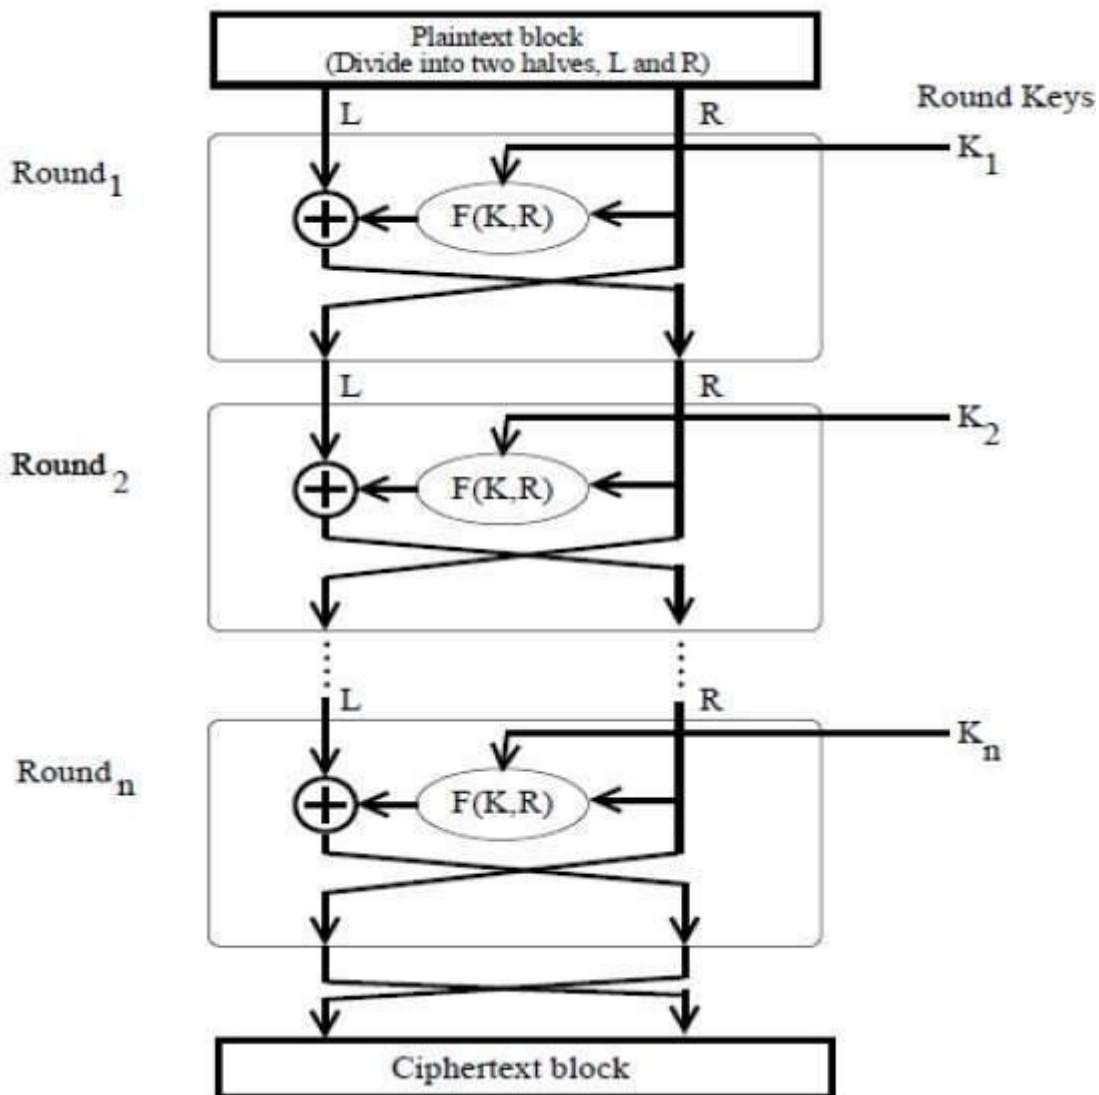 Plaintext block
(Divide into two halves, L and R)
Round Keys
L
R
K1
Round1
F(K,R)
L
R
K2
Round2
F(K,R)
L
R
Kn
Roundn
F(K,R)
Ciphertext block